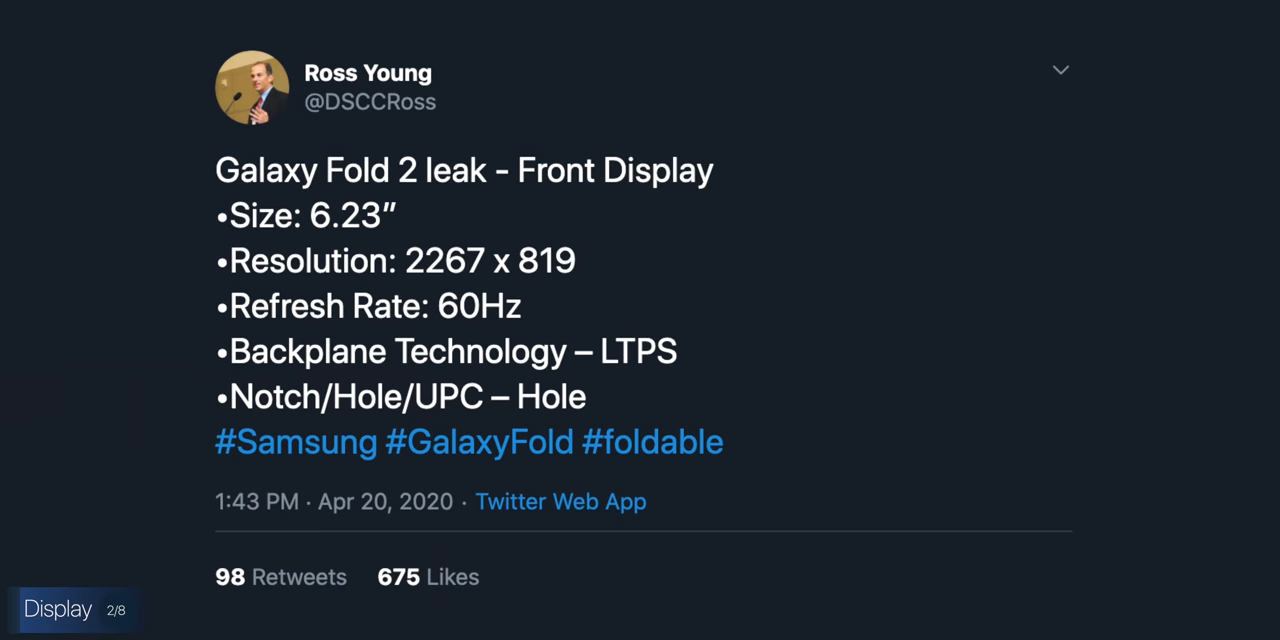 Ross Young
@DSCCRoss
Galaxy Fold 2 leak - Front Display
•Size: 6.23”
•Resolution: 2267 x 819
•Refresh Rate: 60Hz
•Backplane Technology – LTPS
•Notch/Hole/UPC – Hole
#Samsung #GalaxyFold #foldable
1:43 PM · Apr 20, 2020 · Twitter Web App
98 Retweets 675 Likes
Display 2/8